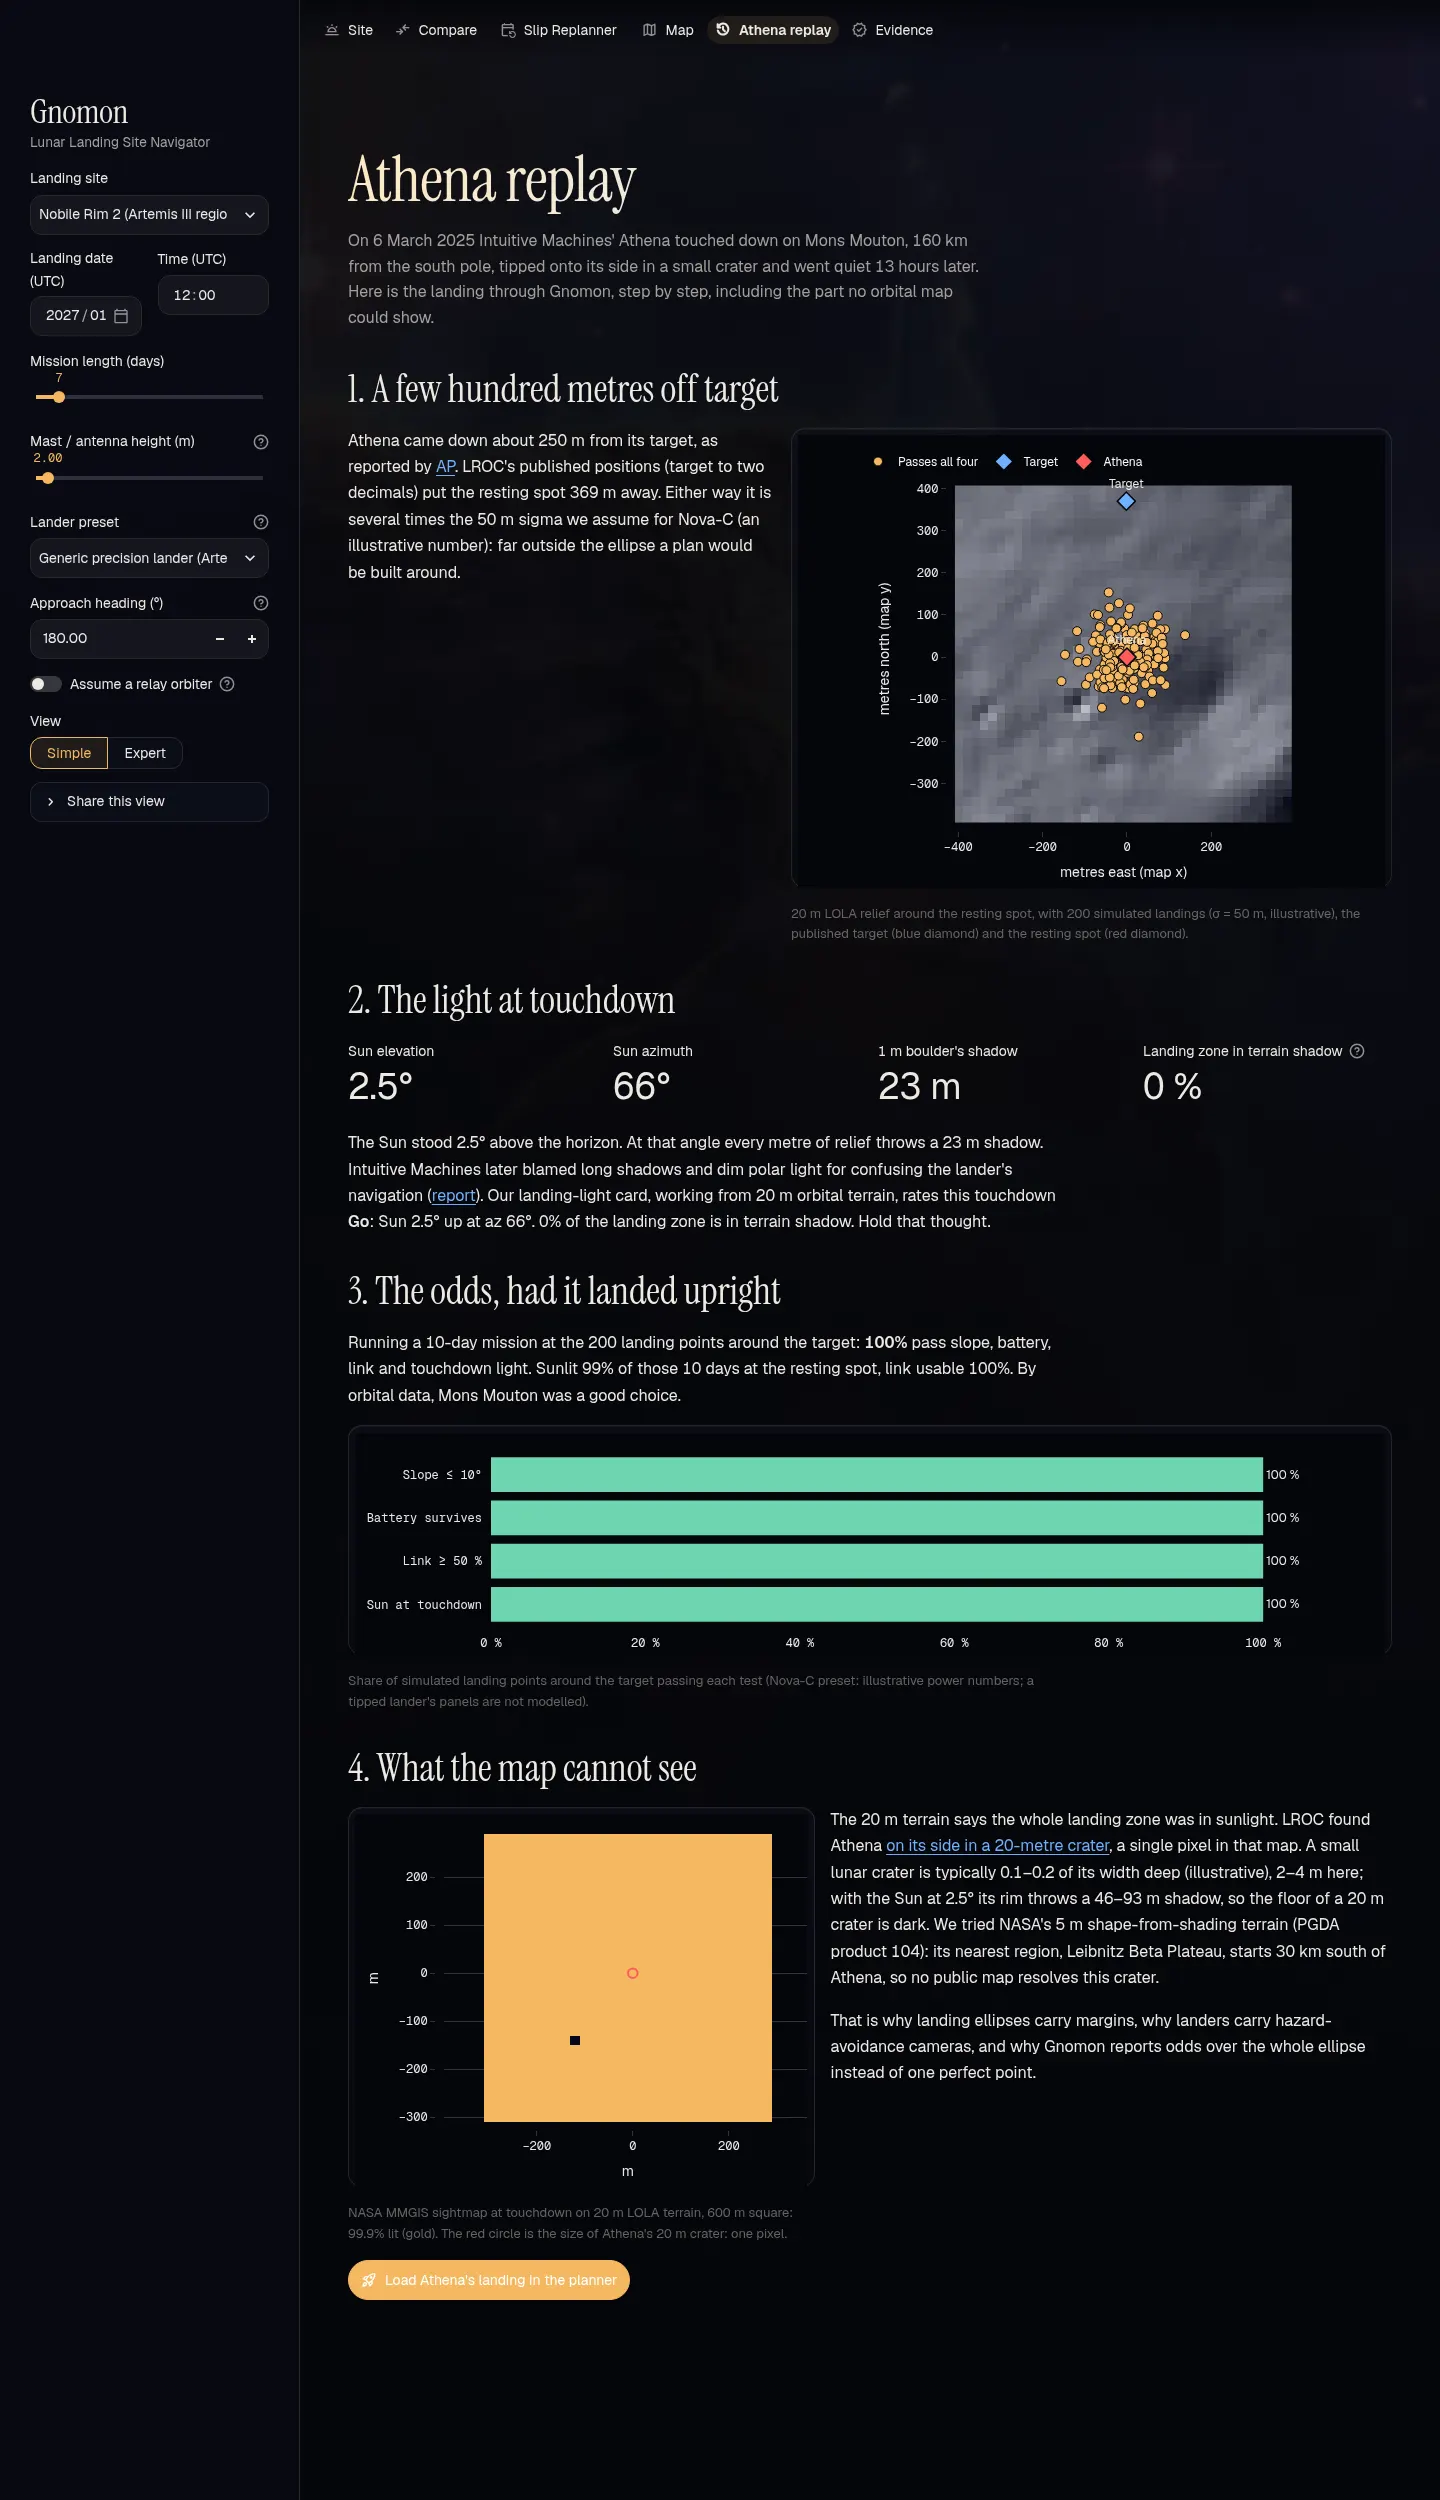 Site
Compare
Slip Replanner
Map
Athena replay
Evidence
Gnomon
Lunar Landing Site Navigator
Landing site
Nobile Rim 2 (Artemis III regio
Landing date (UTC)
Time (UTC)
2027 / 01
12:00
Mission length (days)
7
Mast / antenna height (m)
2.00
Lander preset
Generic precision lander (Arte
Approach heading (°)
180.00
Assume a relay orbiter
View
Simple
Expert
Share this view
Athena replay
On 6 March 2025 Intuitive Machines' Athena touched down on Mons Mouton, 160 km
from the south pole, tipped onto its side in a small crater and went quiet 13 hours later.
Here is the landing through Gnomon, step by step, including the part no orbital map
could show.
1. A few hundred metres off target
Athena came down about 250 m from its target, as
reported by AP. LROC's published positions (target to two
decimals) put the resting spot 369 m away. Either way it is
several times the 50 m sigma we assume for Nova-C (an
illustrative number): far outside the ellipse a plan would
be built around.
Passes all four
Target
Athena
Target
Athena
400
300
200
100
0
−100
−200
−300
metres north (map y)
−400
−200
0
200
metres east (map x)
20 m LOLA relief around the resting spot, with 200 simulated landings (σ = 50 m, illustrative), the
published target (blue diamond) and the resting spot (red diamond).
2. The light at touchdown
Sun elevation
2.5°
Sun azimuth
66°
1 m boulder's shadow
23 m
Landing zone in terrain shadow
0 %
The Sun stood 2.5° above the horizon. At that angle every metre of relief throws a 23 m shadow.
Intuitive Machines later blamed long shadows and dim polar light for confusing the lander's
navigation (report). Our landing-light card, working from 20 m orbital terrain, rates this touchdown
Go: Sun 2.5° up at az 66°. 0% of the landing zone is in terrain shadow. Hold that thought.
3. The odds, had it landed upright
Running a 10-day mission at the 200 landing points around the target: 100% pass slope, battery,
link and touchdown light. Sunlit 99% of those 10 days at the resting spot, link usable 100%. By
orbital data, Mons Mouton was a good choice.
Slope ≤ 10°
100 %
Battery survives
100 %
Link ≥ 50 %
100 %
Sun at touchdown
100 %
0 %
20 %
40 %
60 %
80 %
100 %
Share of simulated landing points around the target passing each test (Nova-C preset: illustrative power numbers; a
tipped lander's panels are not modelled).
4. What the map cannot see
200
100
0
−100
−200
−300
m
−200
0
200
m
The 20 m terrain says the whole landing zone was in sunlight. LROC found
Athena on its side in a 20-metre crater, a single pixel in that map. A small
lunar crater is typically 0.1–0.2 of its width deep (illustrative), 2–4 m here;
with the Sun at 2.5° its rim throws a 46–93 m shadow, so the floor of a 20 m
crater is dark. We tried NASA's 5 m shape-from-shading terrain (PGDA
product 104): its nearest region, Leibnitz Beta Plateau, starts 30 km south of
Athena, so no public map resolves this crater.
That is why landing ellipses carry margins, why landers carry hazard-
avoidance cameras, and why Gnomon reports odds over the whole ellipse
instead of one perfect point.
NASA MMGIS sightmap at touchdown on 20 m LOLA terrain, 600 m square:
99.9% lit (gold). The red circle is the size of Athena's 20 m crater: one pixel.
Load Athena's landing in the planner